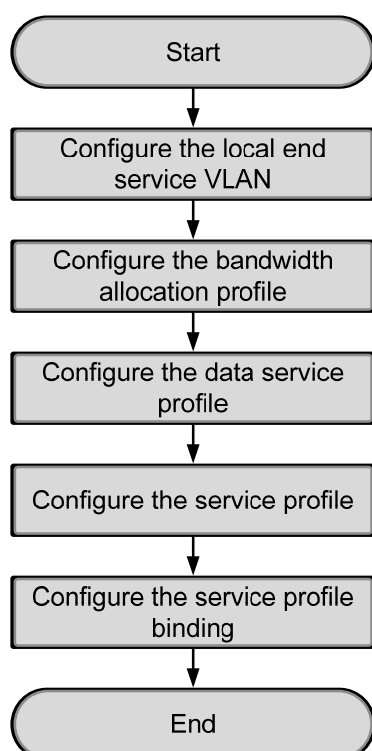 Start
Configure the local end
service VLAN
Configure the bandwidth
allocation profile
Configure the data service
profile
Configure the service profile
Configure the service profile
binding
End